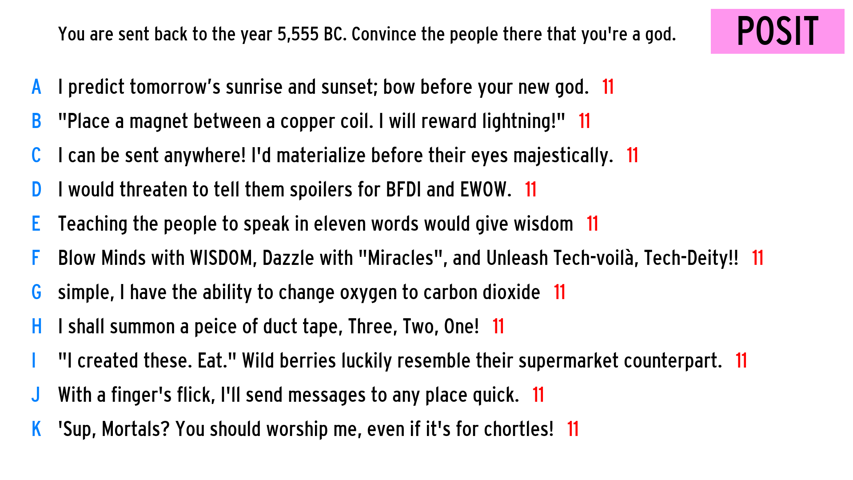 You are sent back to the year 5,555 BC. Convince the people there that you're a god.
POSIT
A I predict tomorrow’s sunrise and sunset; bow before your new god. 11
B "Place a magnet between a copper coil. I will reward lightning!" 11
C I can be sent anywhere! I'd materialize before their eyes majestically. 11
D I would threaten to tell them spoilers for BFDI and EWOW. 11
E Teaching the people to speak in eleven words would give wisdom 11
F Blow Minds with WISDOM, Dazzle with "Miracles", and Unleash Tech-voilà, Tech-Deity!! 11
G simple, I have the ability to change oxygen to carbon dioxide 11
H I shall summon a peice of duct tape, Three, Two, One! 11
I "I created these. Eat." Wild berries luckily resemble their supermarket counterpart. 11
J With a finger's flick, I'll send messages to any place quick. 11
K 'Sup, Mortals? You should worship me, even if it's for chortles! 11